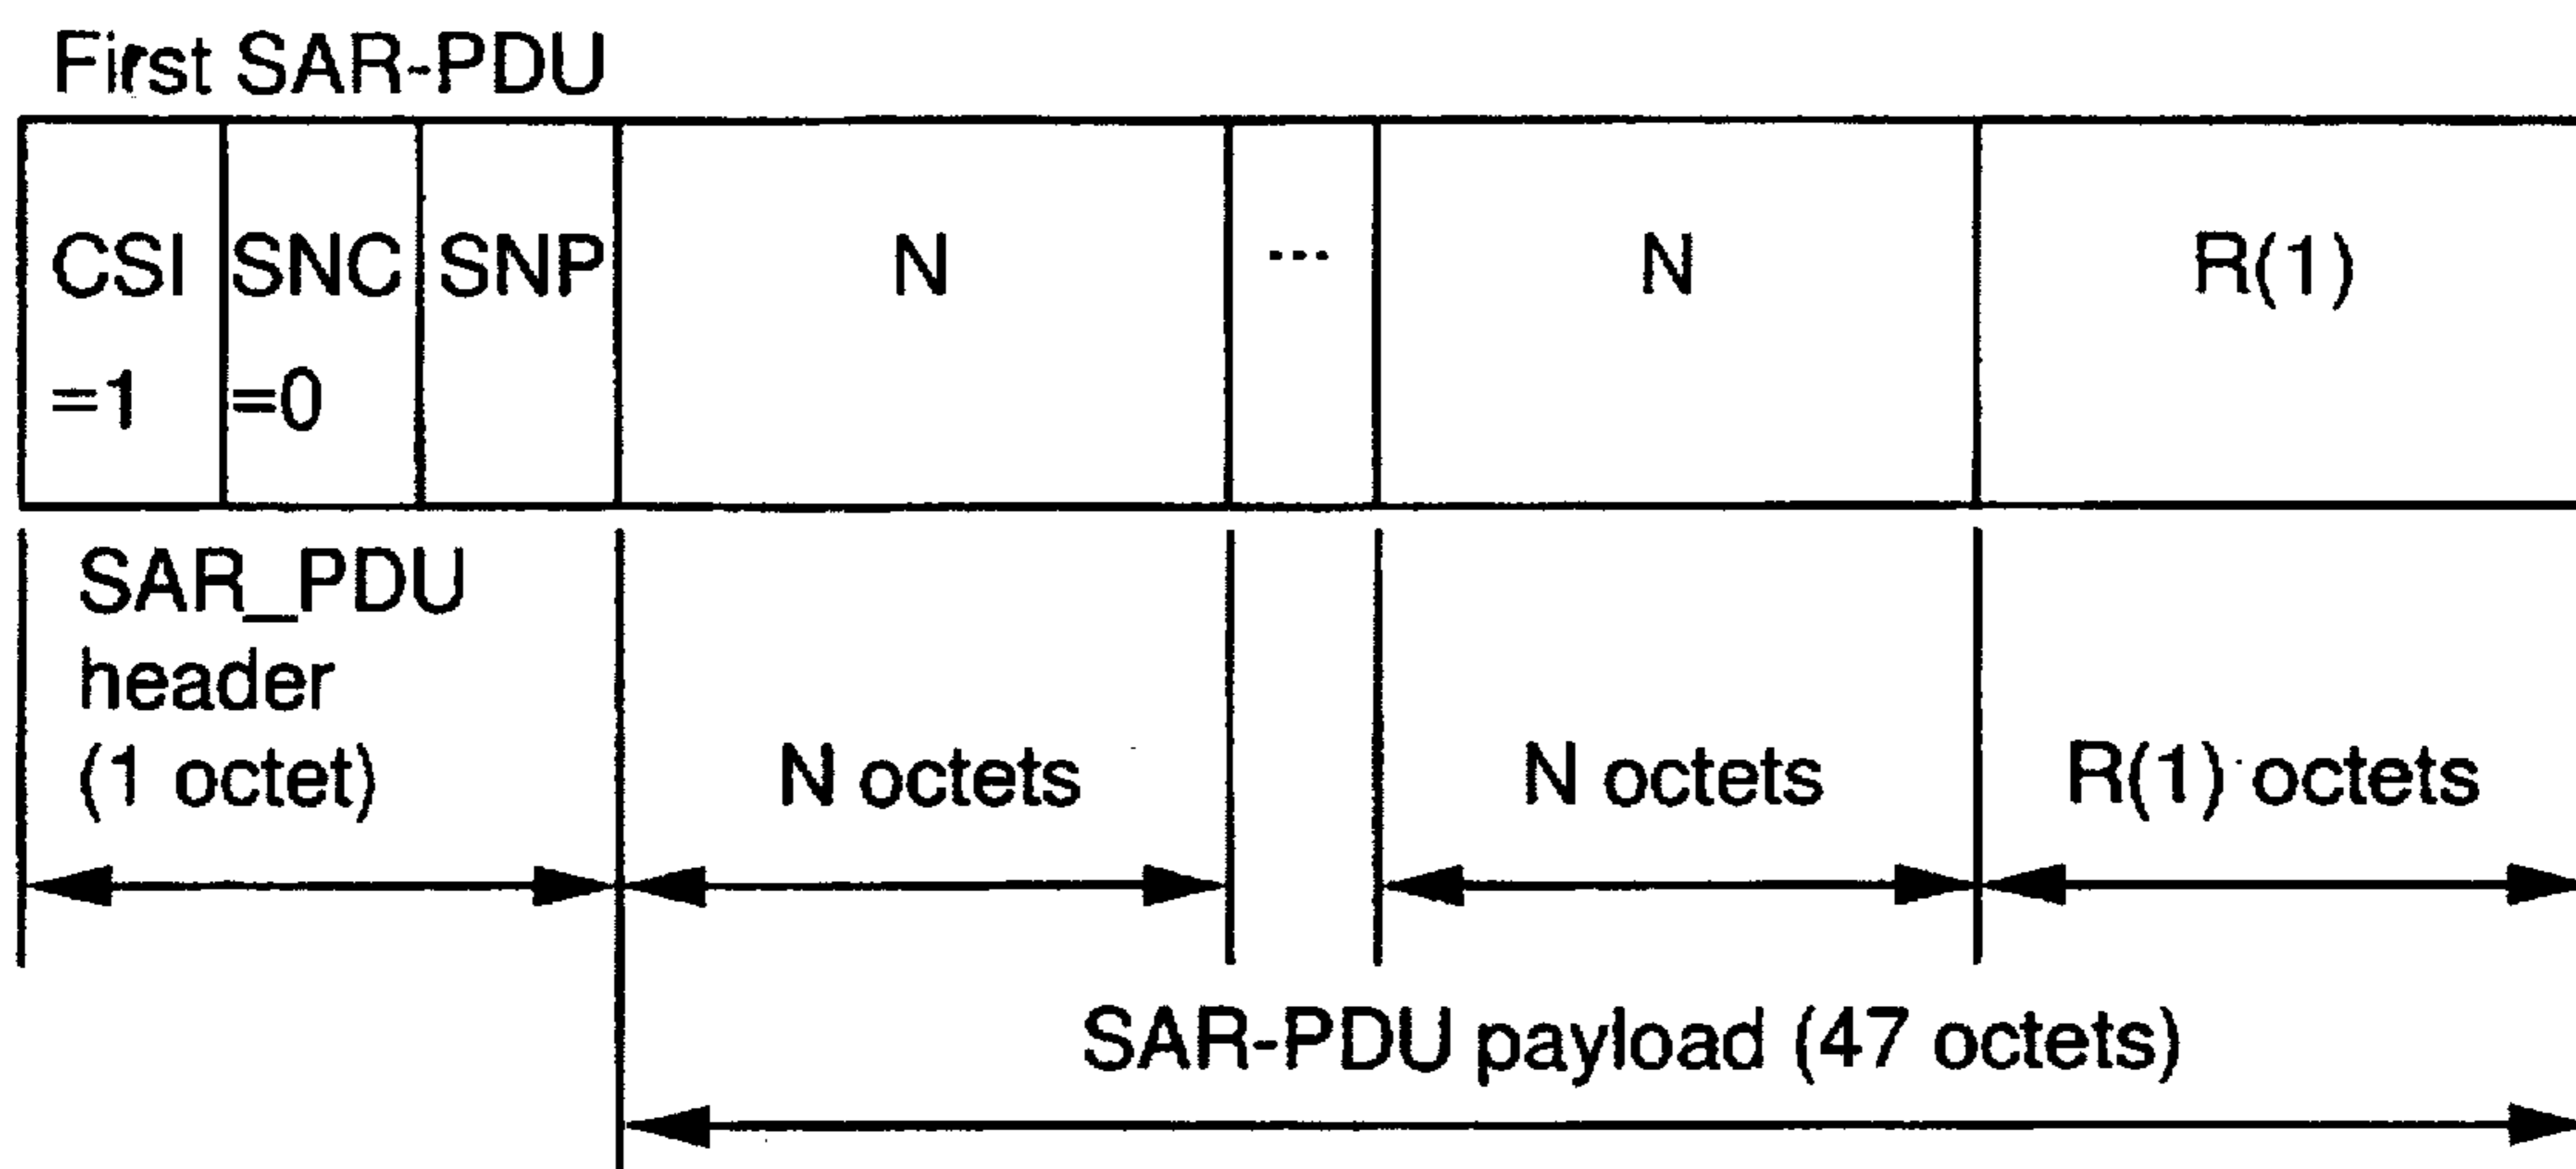 First SAR-PDU
CSI SNC SNP N ... N R(1)
=1 =0
SAR_PDU
header
(1 octet) N octets N octets R(1) octets
SAR-PDU payload (47 octets)